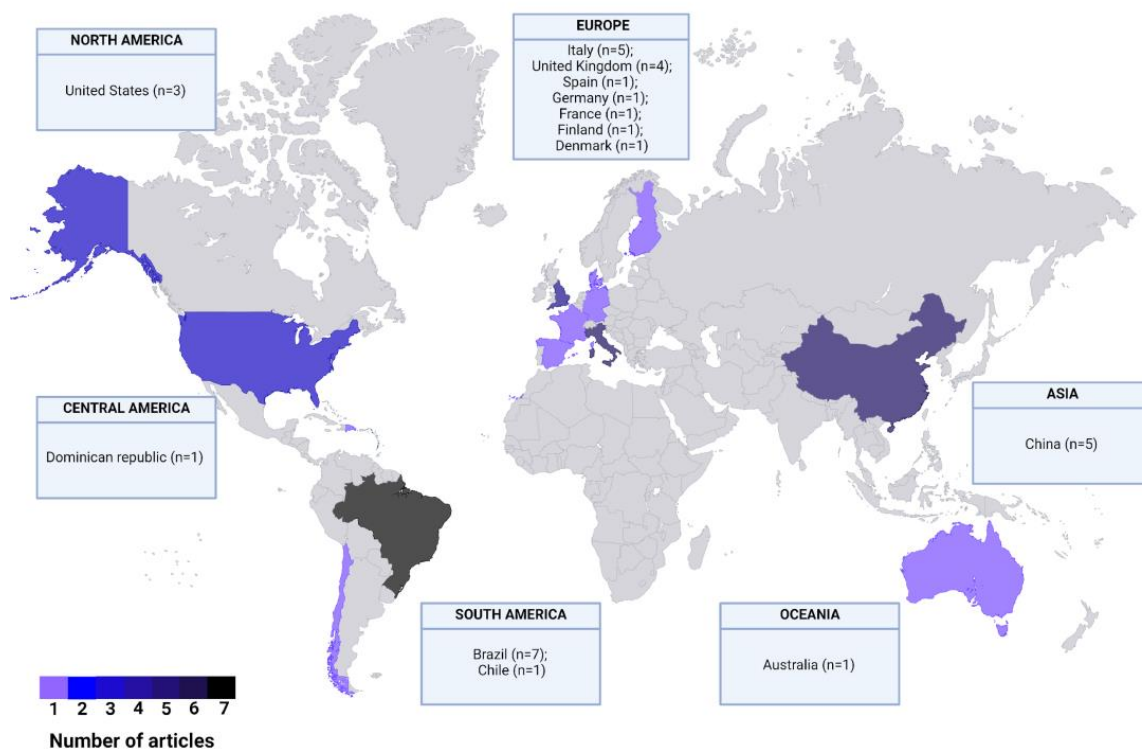 NORTH AMERICA
United States (n=3)
EUROPE
Italy (n=5);
United Kingdom (n=4);
Spain (n=1);
Germany (n=1);
France (n=1);
Finland (n=1);
Denmark (n=1)
CENTRAL AMERICA
Dominican republic (n=1)
ASIA
China (n=5)
SOUTH AMERICA
Brazil (n=7);
Chile (n=1)
OCEANIA
Australia (n=1)
1 2 3 4 5 6 7
Number of articles